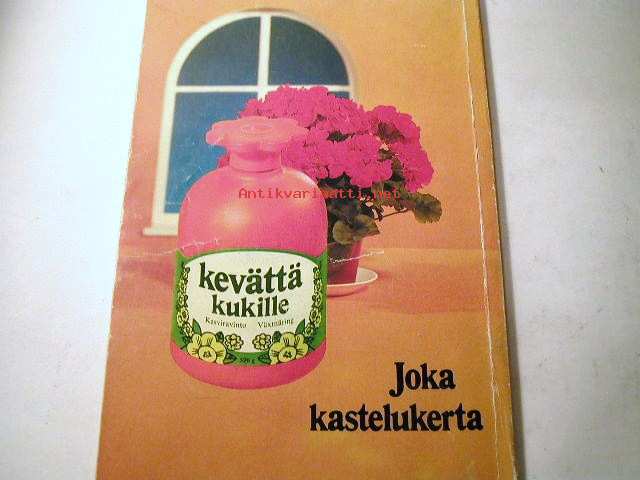 Antikvariaatti.net
kevättä
kukille
Kasviravinto Växtnäring
Joka
kastelukerta